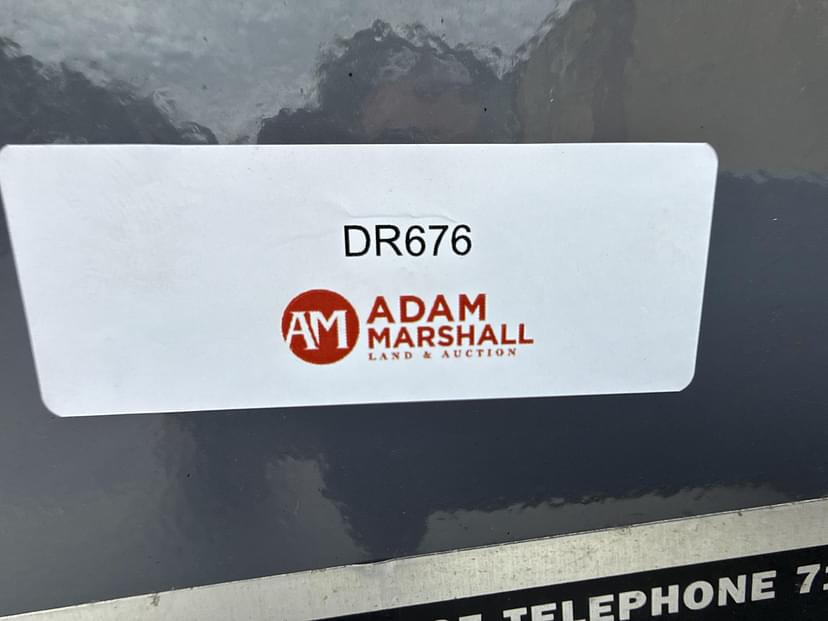 DR676
AM
ADAM
MARSHALL
LAND & AUCTION
TELEPHONE 7